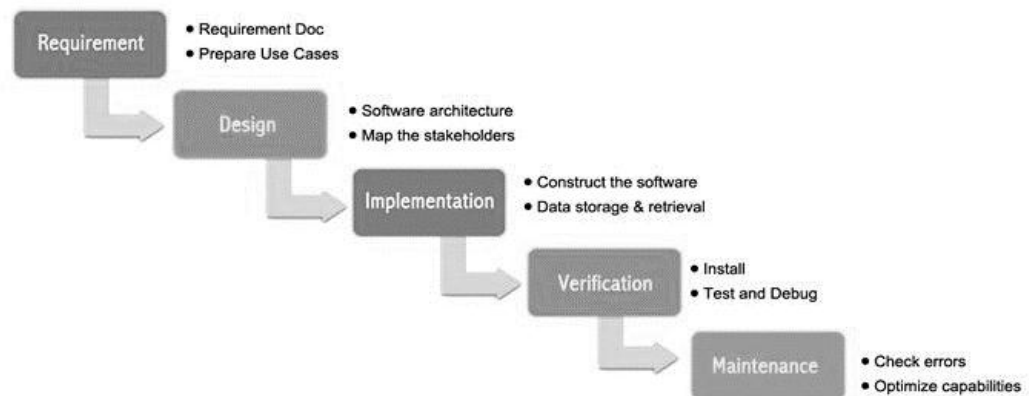 Requirement
• Requirement Doc
• Prepare Use Cases
Design
• Software architecture
• Map the stakeholders
Implementation
• Construct the software
• Data storage & retrieval
Verification
• Install
• Test and Debug
Maintenance
• Check errors
• Optimize capabilities